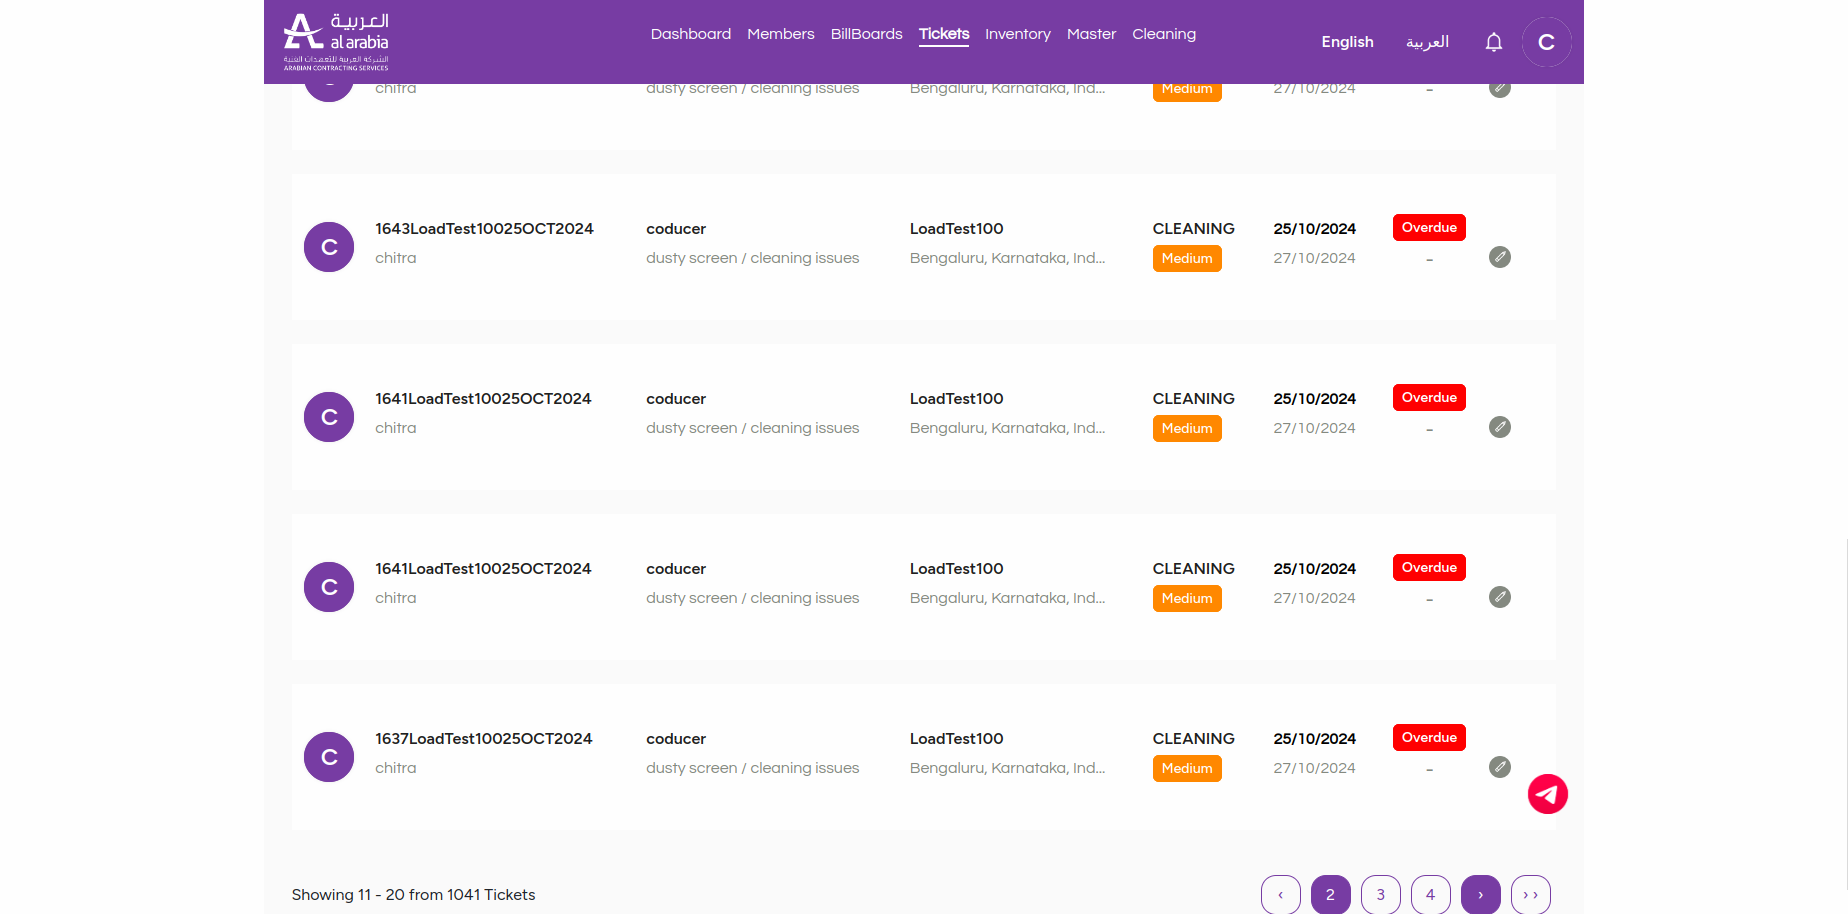 العربية
al arabia
الشركة العربية للتعهدات الفنية
ARABIAN CONTRACTING SERVICES
Dashboard Members BillBoards Tickets Inventory Master Cleaning
English العربية C
chitra dusty screen / cleaning issues Bengaluru, Karnataka, Ind... Medium 27/10/2024 -
1643LoadTest10025OCT2024 coducer LoadTest100 CLEANING 25/10/2024 Overdue
C
chitra dusty screen / cleaning issues Bengaluru, Karnataka, Ind... Medium 27/10/2024 -
1641LoadTest10025OCT2024 coducer LoadTest100 CLEANING 25/10/2024 Overdue
C
chitra dusty screen / cleaning issues Bengaluru, Karnataka, Ind... Medium 27/10/2024 -
1641LoadTest10025OCT2024 coducer LoadTest100 CLEANING 25/10/2024 Overdue
C
chitra dusty screen / cleaning issues Bengaluru, Karnataka, Ind... Medium 27/10/2024 -
1637LoadTest10025OCT2024 coducer LoadTest100 CLEANING 25/10/2024 Overdue
C
chitra dusty screen / cleaning issues Bengaluru, Karnataka, Ind... Medium 27/10/2024 -
Showing 11 - 20 from 1041 Tickets ‹ 2 3 4 › ››